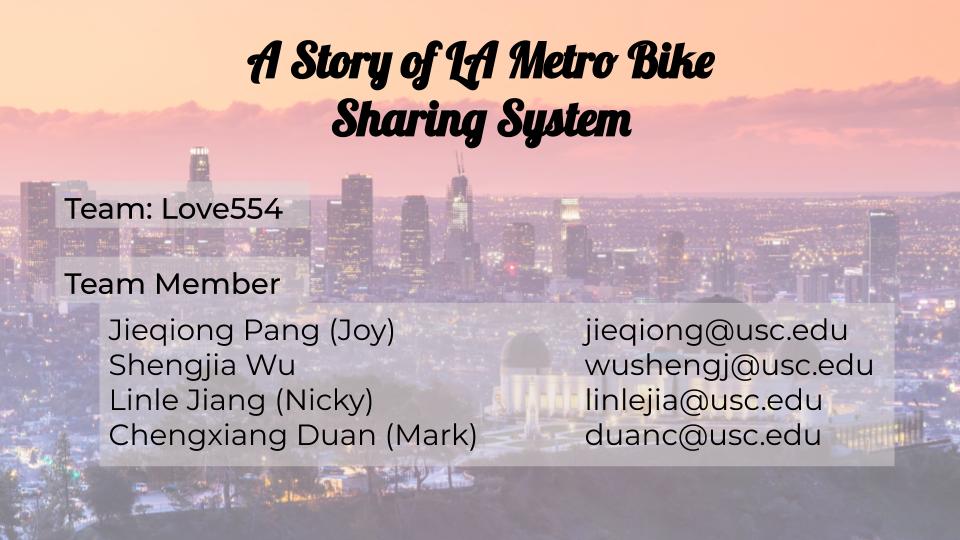 A Story of LA Metro Bike
Sharing System
Team: Love554
Team Member
Jieqiong Pang (Joy) jieqiong@usc.edu
Shengjia Wu wushengj@usc.edu
Linle Jiang (Nicky) linlejia@usc.edu
Chengxiang Duan (Mark) duanc@usc.edu